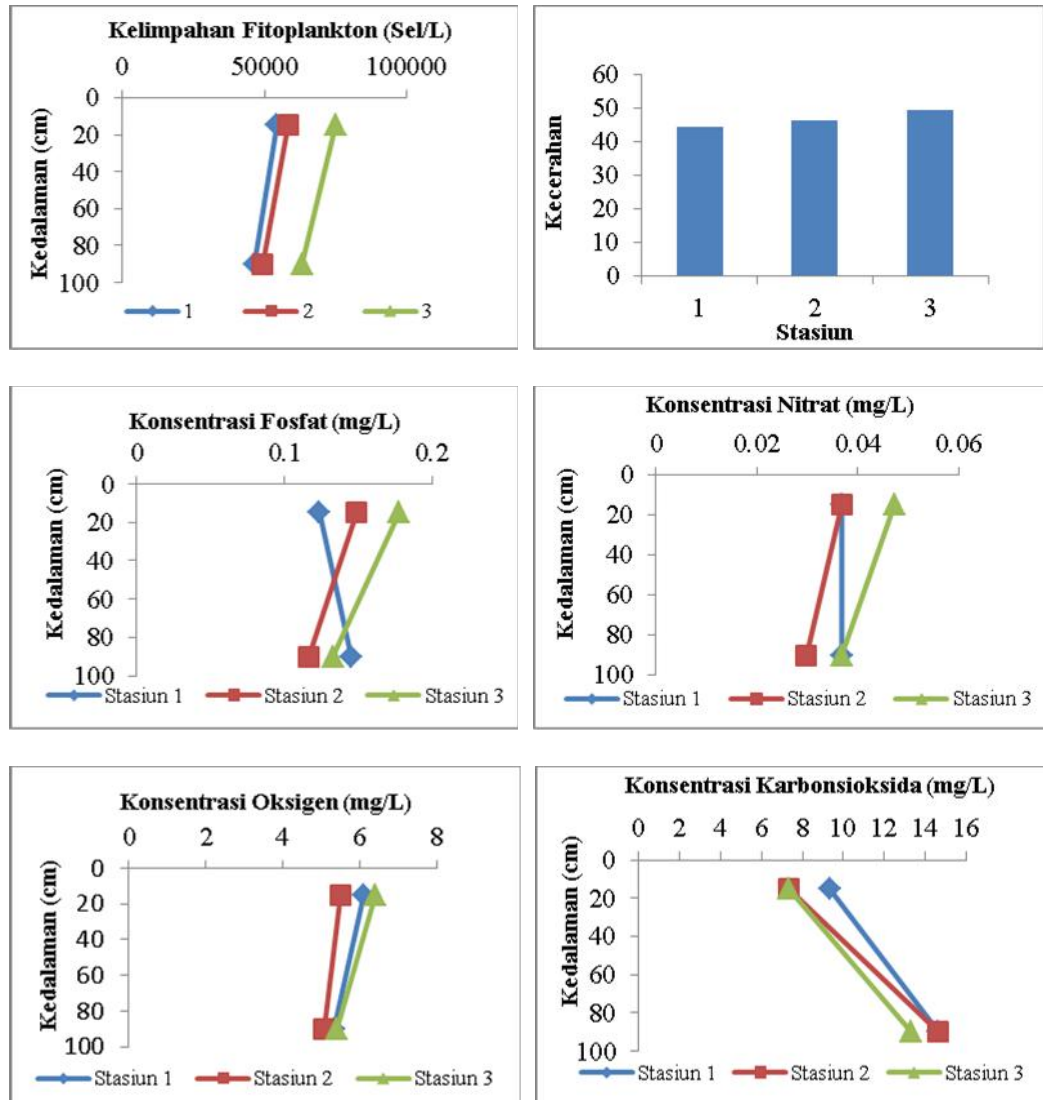 Kelimpahan Fitoplankton (Sel/L)
0 50000 100000
Kedalaman (cm)
0
20
40
60
80
100
1 2 3
Kecerahan
60
50
40
30
20
10
0
1 2 3
Stasiun
Konsentrasi Fosfat (mg/L)
0 0.1 0.2
Kedalaman (cm)
0
20
40
60
80
100
Stasiun 1 Stasiun 2 Stasiun 3
Konsentrasi Nitrat (mg/L)
0 0.02 0.04 0.06
Kedalaman (cm)
0
20
40
60
80
100
Stasiun 1 Stasiun 2 Stasiun 3
Konsentrasi Oksigen (mg/L)
0 2 4 6 8
Kedalaman (cm)
0
20
40
60
80
100
Stasiun 1 Stasiun 2 Stasiun 3
Konsentrasi Karbonsioksida (mg/L)
0 2 4 6 8 10 12 14 16
Kedalaman (cm)
0
20
40
60
80
100
Stasiun 1 Stasiun 2 Stasiun 3